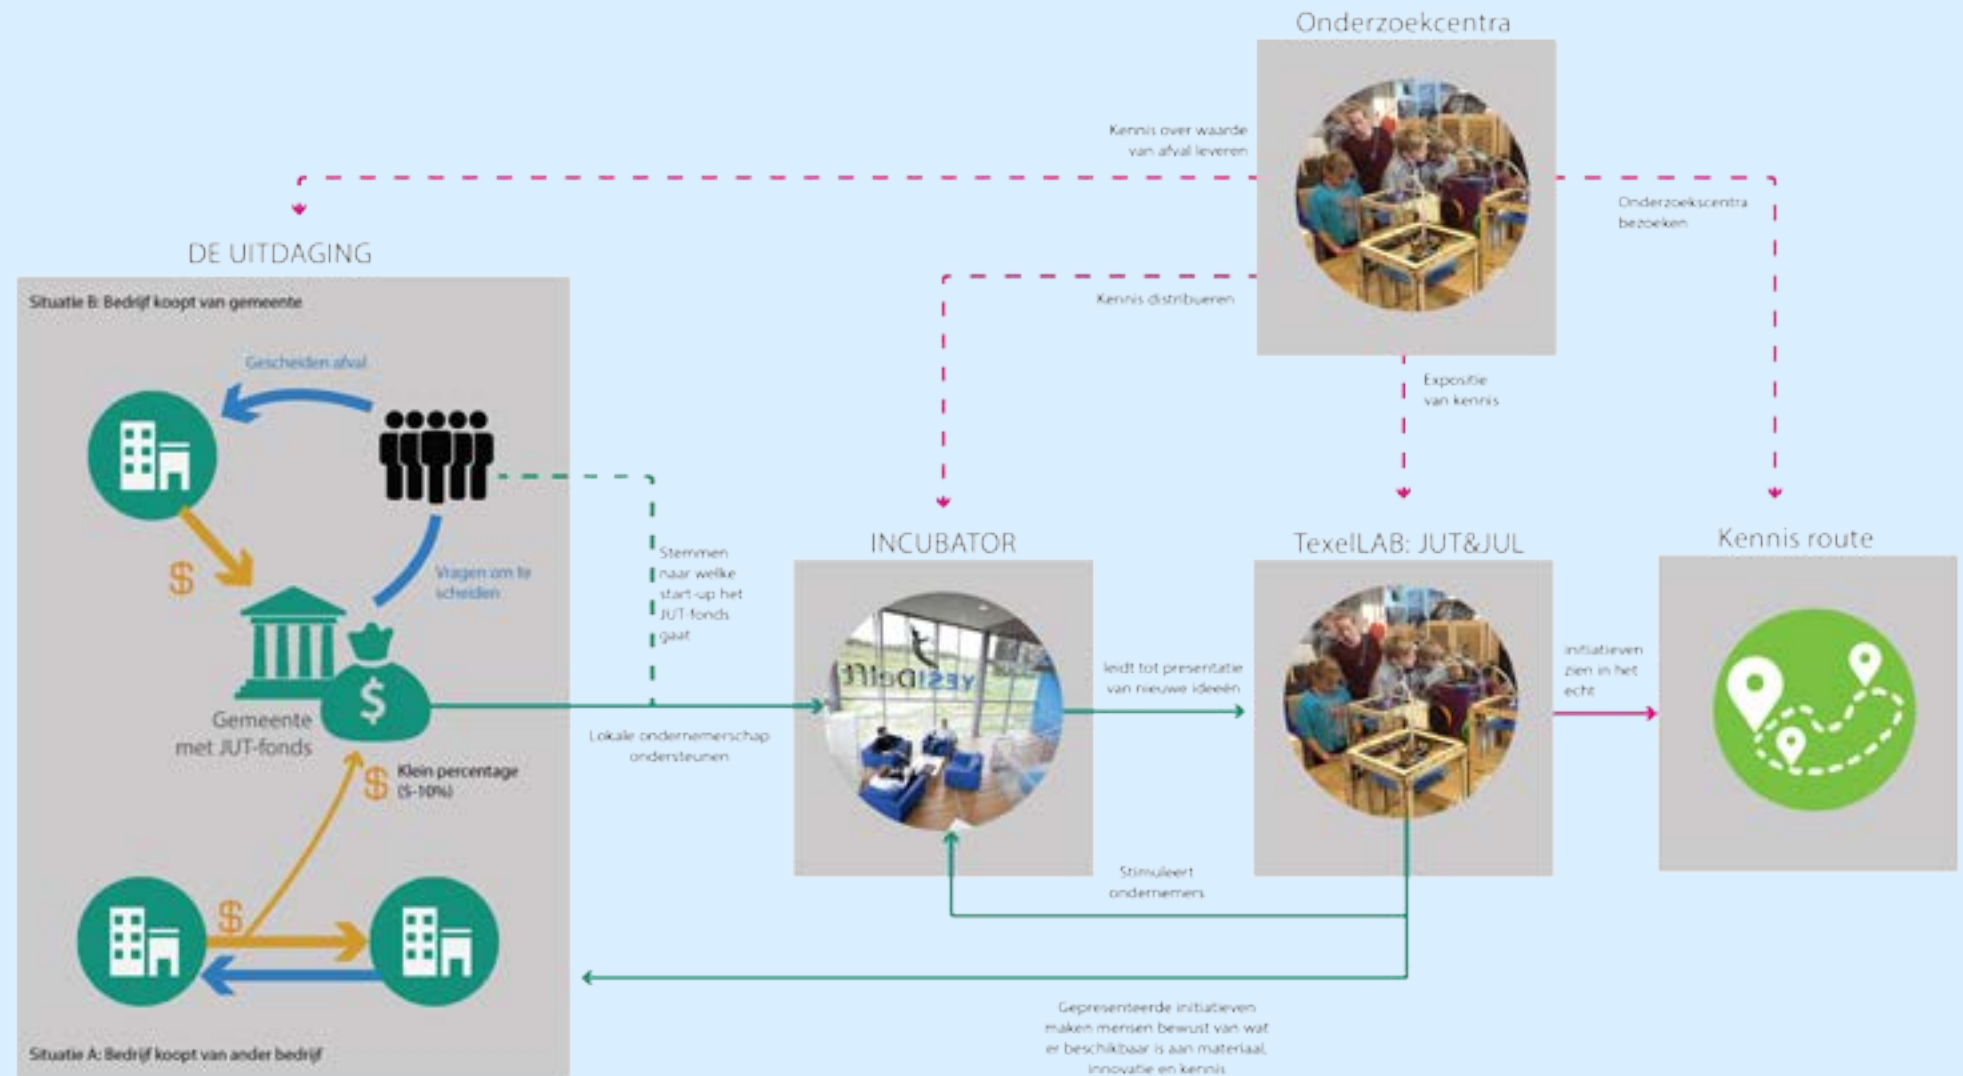 Onderzoekcentra
Kennis over waarde
van afval leveren
Onderzoekscentra
bezoeken
DE UITDAGING
Kennis distribueren
Situatie B: Bedrijf koopt van gemeente
Gescheiden afval
Expositie
van kennis
INCUBATOR
TexelLAB: JUT&JUL
Kennis route
Stemmen
naar welke
start-up het
JUT-fonds
gaat
$
Vragen om te
scheiden
YES!Delft
leidt tot presentatie
van nieuwe ideeën
initiatieven
zien in het
echt
$
Gemeente
met JUT-fonds
Lokale ondernemerschap
ondersteunen
$
Klein percentage
(5-10%)
Stimuleert
ondernemers
$
Gepresenteerde initiatieven
maken mensen bewust van wat
er beschikbaar is aan materiaal,
innovatie en kennis
Situatie A: Bedrijf koopt van ander bedrijf